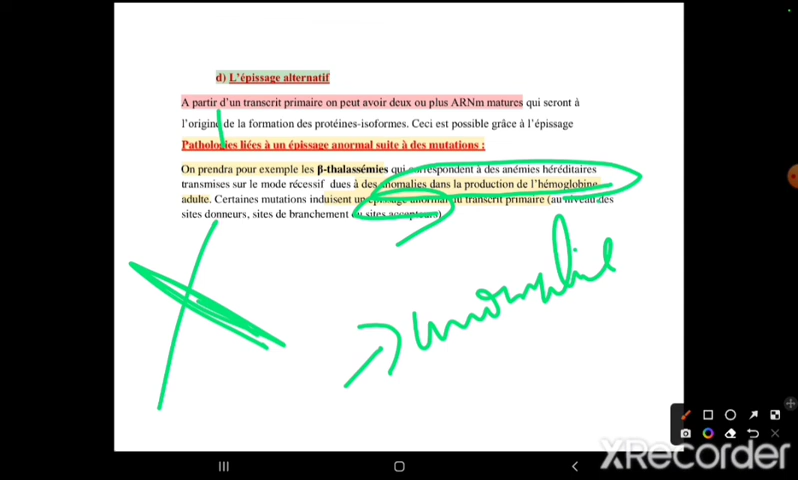 d) L'épissage alternatif
A partir d'un transcrit primaire on peut avoir deux ou plus ARNm matures qui seront à
l'origine de la formation des protéines-isoformes. Ceci est possible grâce à l'épissage
Pathologies liées à un épissage anormal suite à des mutations :
On prendra pour exemple les β-thalassémies qui correspondent à des anémies héréditaires
transmises sur le mode récessif dues à des anomalies dans la production de l'hémoglobine
adulte. Certaines mutations induisent un épissage anormal du transcrit primaire (au niveau des
sites donneurs, sites de branchement ou sites accepteurs)
XRecorder